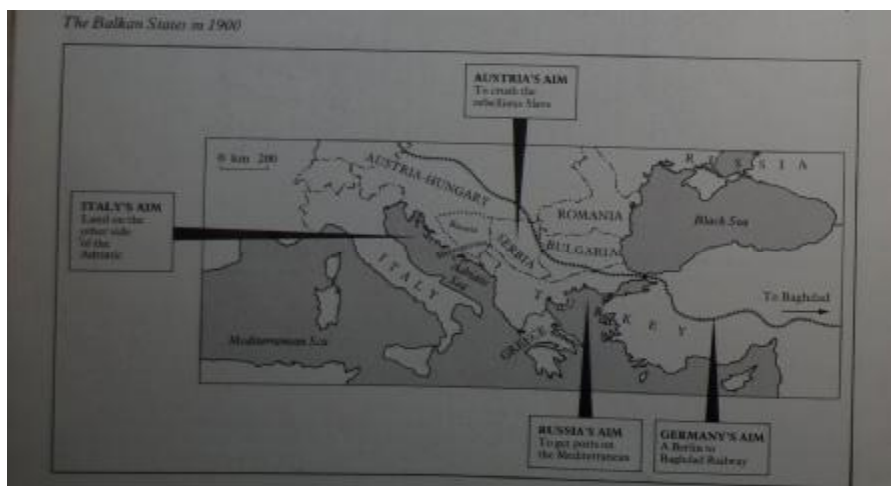 The Balkan States in 1900
AUSTRIA'S AIM
To crush the
rebellious Slavs
0 km 200
RUSSIA
AUSTRIA-HUNGARY
ITALY'S AIM
Land on the
other side
of the
Adriatic
ROMANIA
Black Sea
Bosnia
SERBIA
BULGARIA
ITALY
Adriatic
Sea
To Baghdad
TURKEY
GREECE
Mediterranean Sea
RUSSIA'S AIM
To get ports on
the Mediterranean
GERMANY'S AIM
A Berlin to
Baghdad Railway